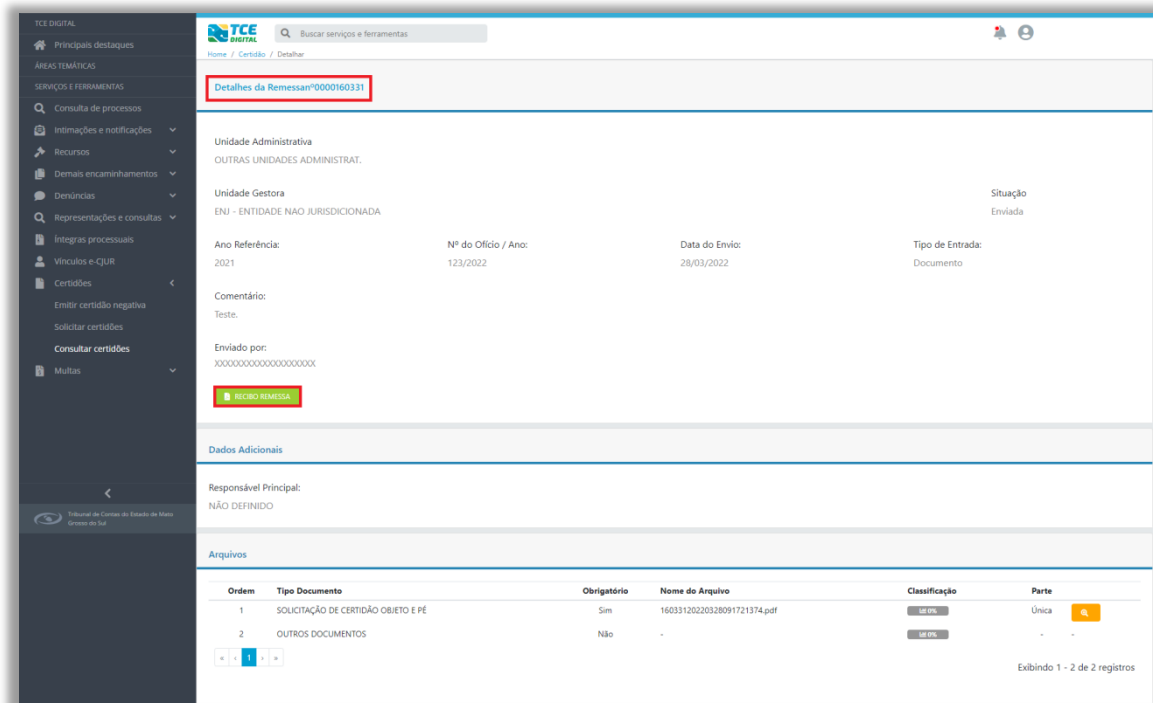 TCE DIGITAL
Principais destaques
ÁREAS TEMÁTICAS
SERVIÇOS E FERRAMENTAS
Consulta de processos
Intimações e notificações
Recursos
Demais encaminhamentos
Denúncias
Representações e consultas
Íntegras processuais
Vínculos e-CJUR
Certidões
Emitir certidão negativa
Solicitar certidões
Consultar certidões
Multas
Tribunal de Contas do Estado de Mato
Grosso do Sul
TCE
DIGITAL
Buscar serviços e ferramentas
Home / Certidão / Detalhar
Detalhes da Remessanº0000160331
Unidade Administrativa
OUTRAS UNIDADES ADMINISTRAT.
Unidade Gestora Situação
ENJ - ENTIDADE NAO JURISDICIONADA Enviada
Ano Referência: Nº do Ofício / Ano: Data do Envio: Tipo de Entrada:
2021 123/2022 28/03/2022 Documento
Comentário:
Teste.
Enviado por:
XXXXXXXXXXXXXXXXXXX
RECIBO REMESSA
Dados Adicionais
Responsável Principal:
NÃO DEFINIDO
Arquivos
Ordem Tipo Documento Obrigatório Nome do Arquivo Classificação Parte
1 SOLICITAÇÃO DE CERTIDÃO OBJETO E PÉ Sim 1603312022032809172​1374.pdf 0% Única
2 OUTROS DOCUMENTOS Não - 0% - -
« ‹ 1 › »
Exibindo 1 - 2 de 2 registros